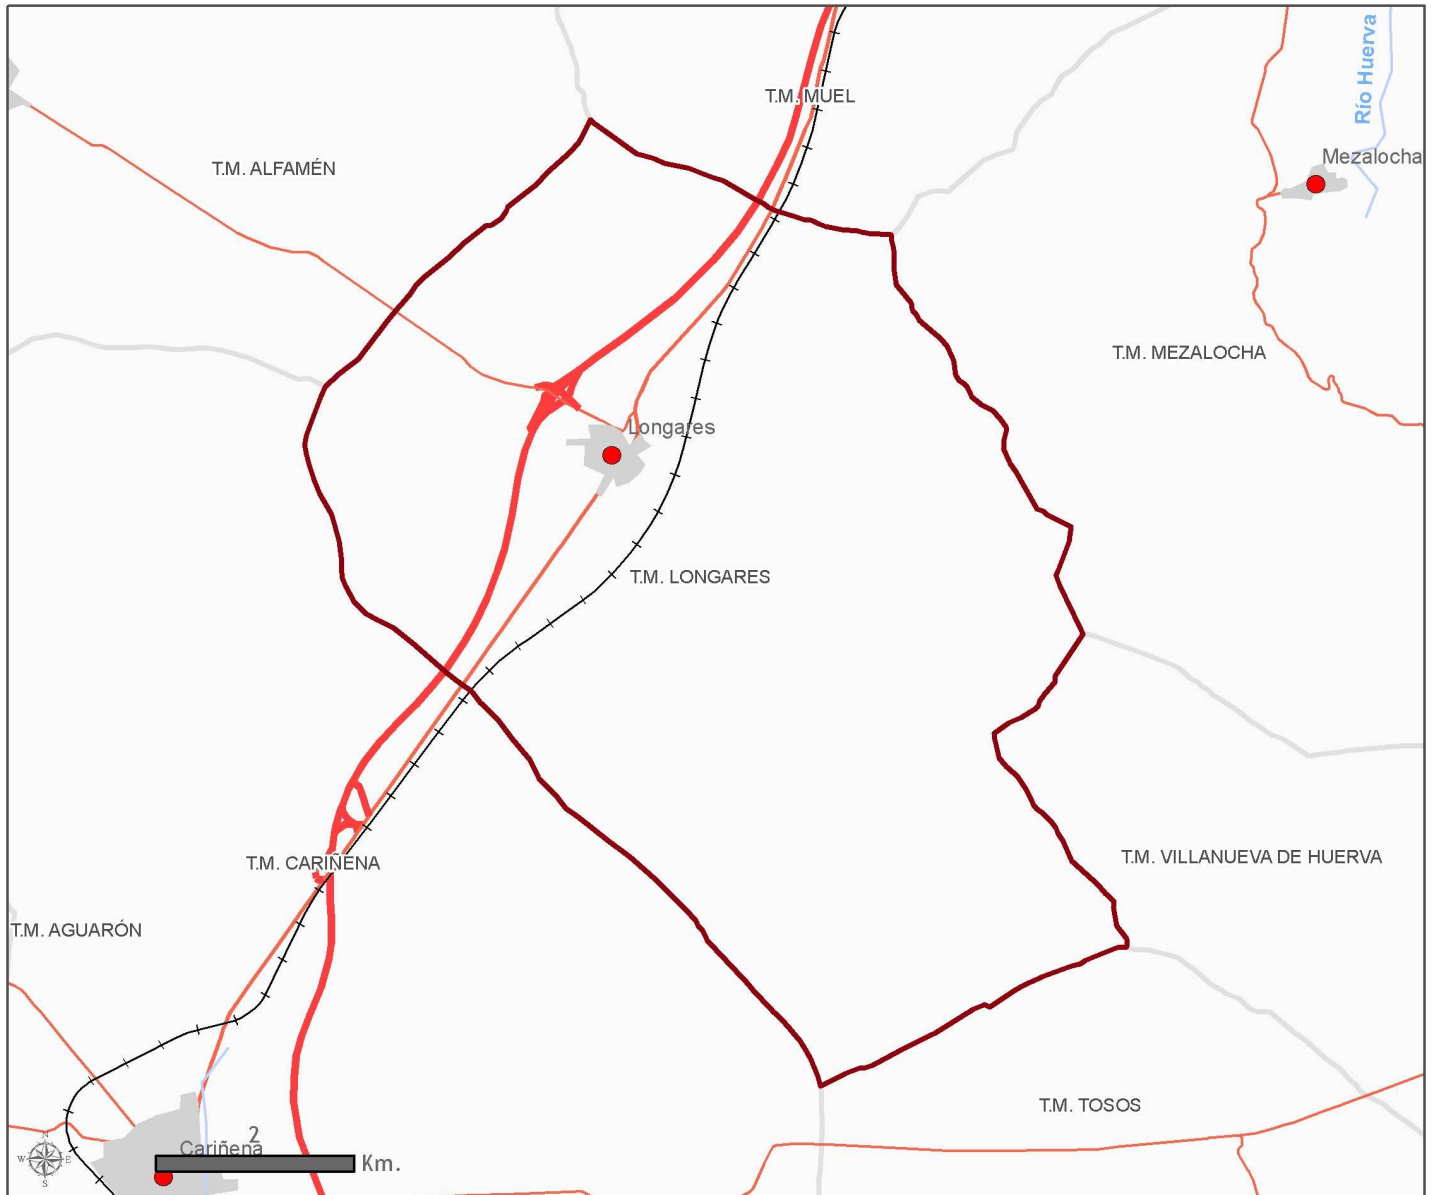 Río Huerva
T.M. MUEL
Mezalocha
T.M. ALFAMÉN
T.M. MEZALOCHA
Longares
T.M. LONGARES
T.M. CARIÑENA
T.M. VILLANUEVA DE HUERVA
T.M. AGUARÓN
T.M. TOSOS
N
W E
S
Cariñena
2
Km.